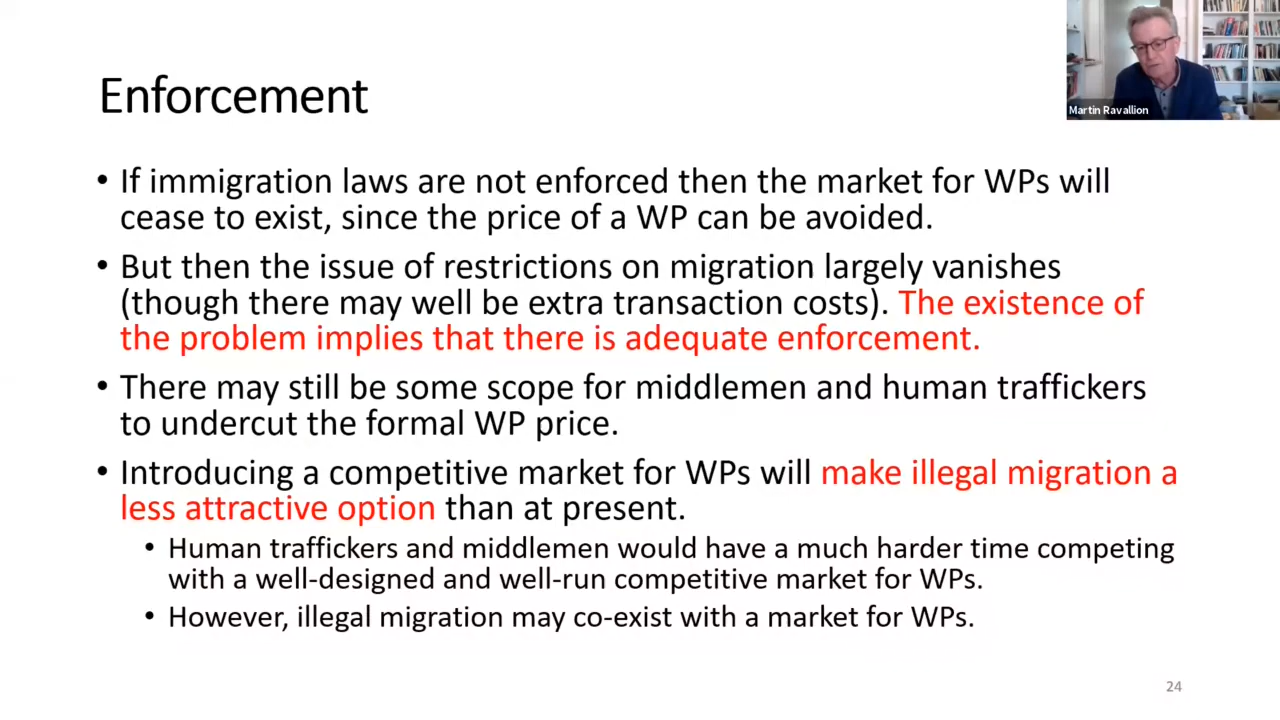 Martin Ravallion
Enforcement
• If immigration laws are not enforced then the market for WPs will
cease to exist, since the price of a WP can be avoided.
• But then the issue of restrictions on migration largely vanishes
(though there may well be extra transaction costs). The existence of
the problem implies that there is adequate enforcement.
• There may still be some scope for middlemen and human traffickers
to undercut the formal WP price.
• Introducing a competitive market for WPs will make illegal migration a
less attractive option than at present.
• Human traffickers and middlemen would have a much harder time competing
with a well-designed and well-run competitive market for WPs.
• However, illegal migration may co-exist with a market for WPs.
24